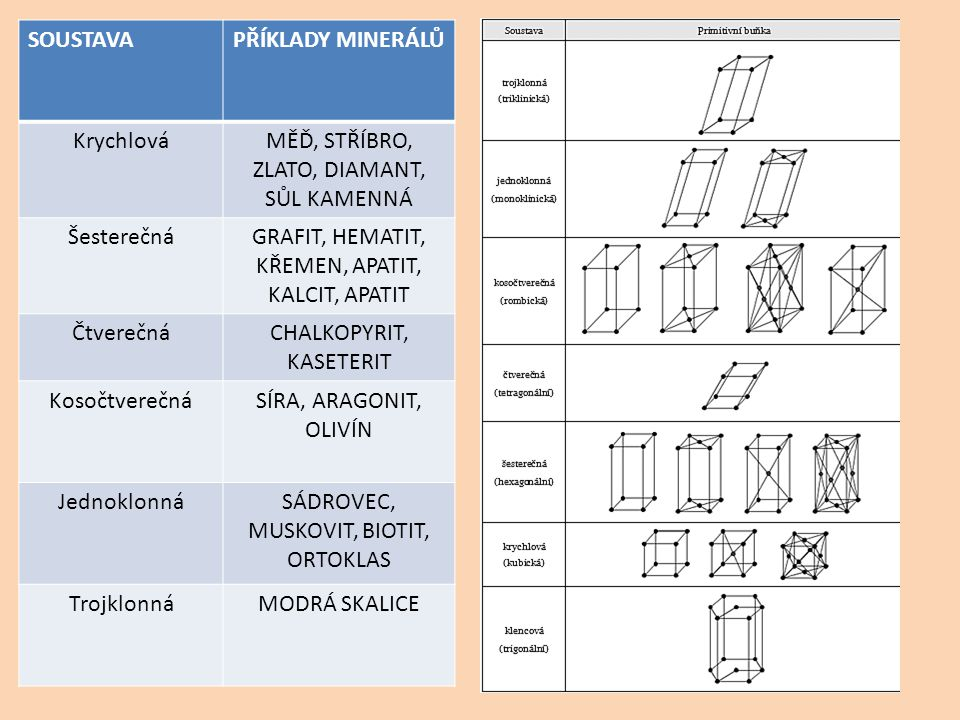 SOUSTAVA PŘÍKLADY MINERÁLŮ
Krychlová MĚĎ, STŘÍBRO,
ZLATO, DIAMANT,
SŮL KAMENNÁ
Šesterečná GRAFIT, HEMATIT,
KŘEMEN, APATIT,
KALCIT, APATIT
Čtverečná CHALKOPYRIT,
KASETERIT
Kosočtverečná SÍRA, ARAGONIT,
OLIVÍN
Jednoklonná SÁDROVEC,
MUSKOVIT, BIOTIT,
ORTOKLAS
Trojklonná MODRÁ SKALICE
Soustava Primitivní buňka
trojklonná
(triklinická)
jednoklonná
(monoklinická)
kosočtverečná
(rombická)
čtverečná
(tetragonální)
šesterečná
(hexagonální)
krychlová
(kubická)
klencová
(trigonální)